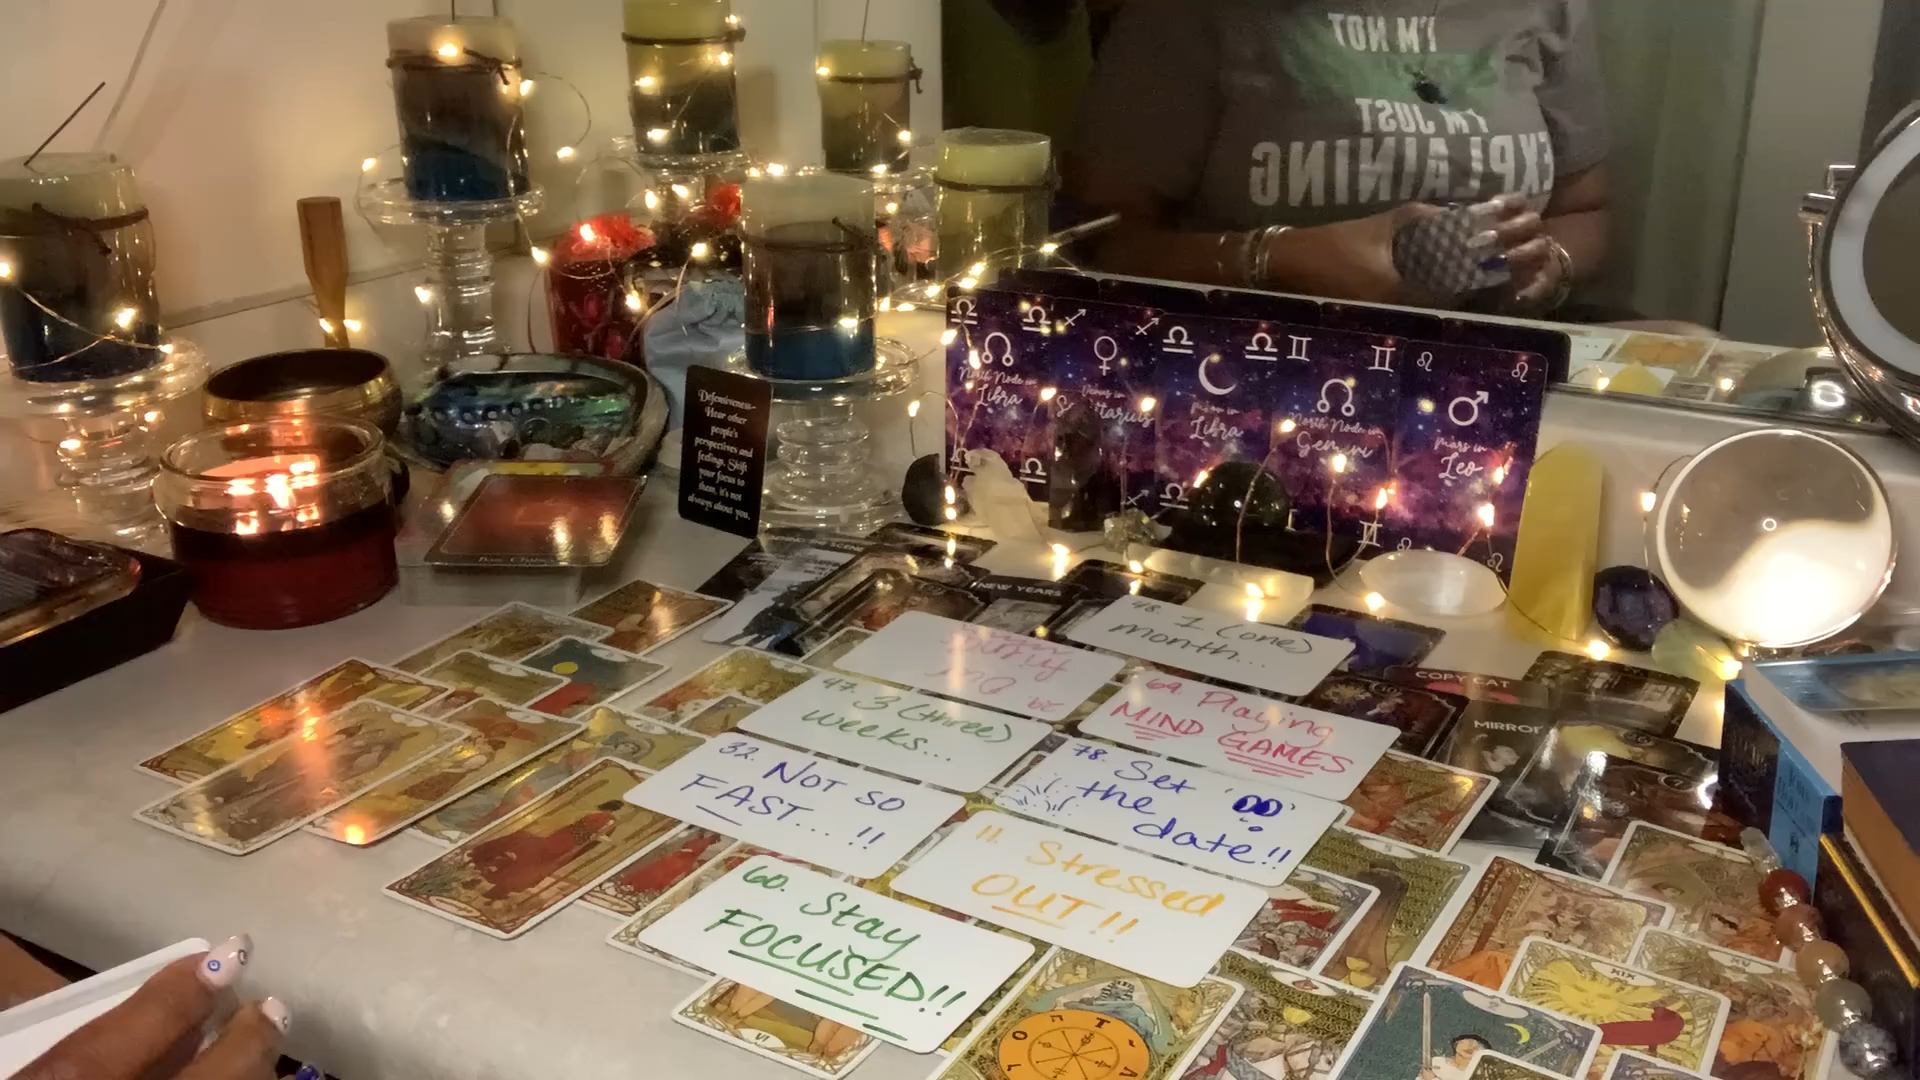 I'M NOT
I'M JUST
EXPLAINING
Defensiveness-
Hear other
people's
perspectives and
feelings. Shift
your focus to
them, it's not
always about you.
North Node in
Libra
Venus in
Sagittarius
Moon in
Libra
North Node in
Gemini
Mars in
Leo
NEW YEARS
48.
1 (one)
month...
47. 3 (three)
weeks...
69. Playing
MIND GAMES
32. NOT SO
FAST... !!
78. Set
the
date!!
11. Stressed
OUT!!
60. Stay
FOCUSED!!
COPY CAT
MIRROR
XIX
XV
VI